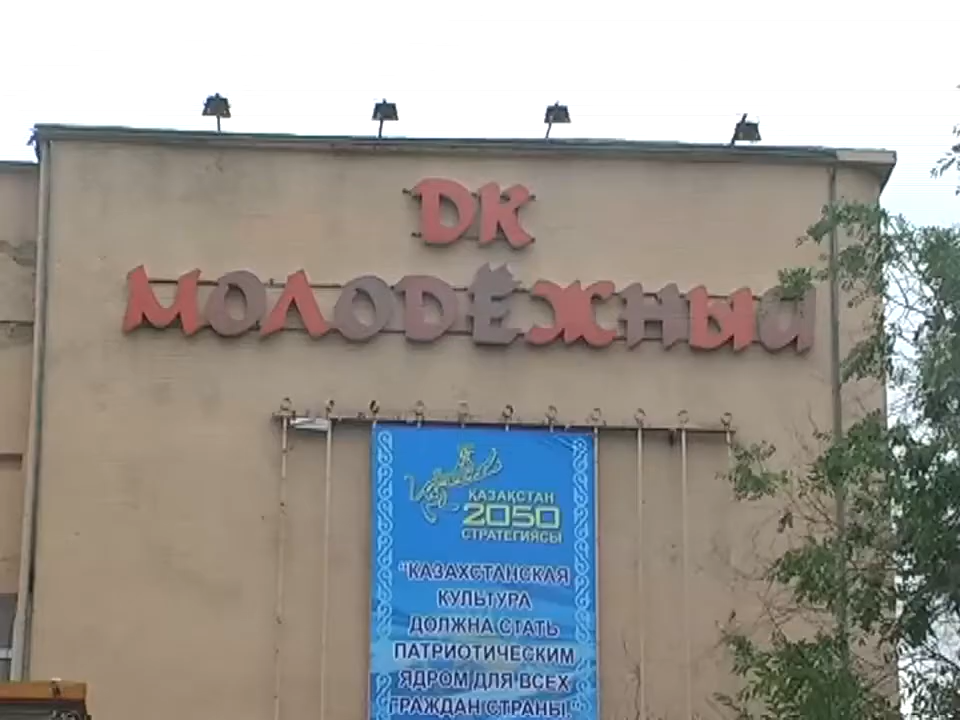 ДК
МОЛОДЁЖНЫЙ
ҚАЗАҚСТАН
2050
СТРАТЕГИЯСЫ
"КАЗАХСТАНСКАЯ
КУЛЬТУРА
ДОЛЖНА СТАТЬ
ПАТРИОТИЧЕСКИМ
ЯДРОМ ДЛЯ ВСЕХ
ГРАЖДАН СТРАНЫ."